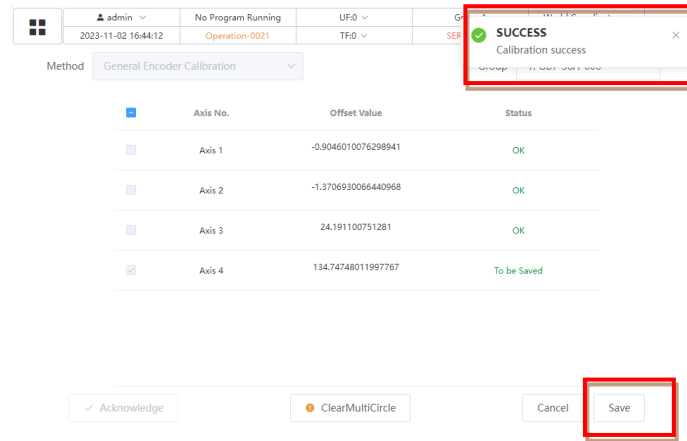 admin
No Program Running
UF:0
2023-11-02 16:44:12
Operation-0021
TF:0
SUCCESS
Calibration success
Method
General Encoder Calibration
Group
Axis No.
Offset Value
Status
Axis 1
-0.9046010076298941
OK
Axis 2
-1.3706930066440968
OK
Axis 3
24.191100751281
OK
Axis 4
134.74748011997767
To be Saved
Acknowledge
ClearMultiCircle
Cancel
Save